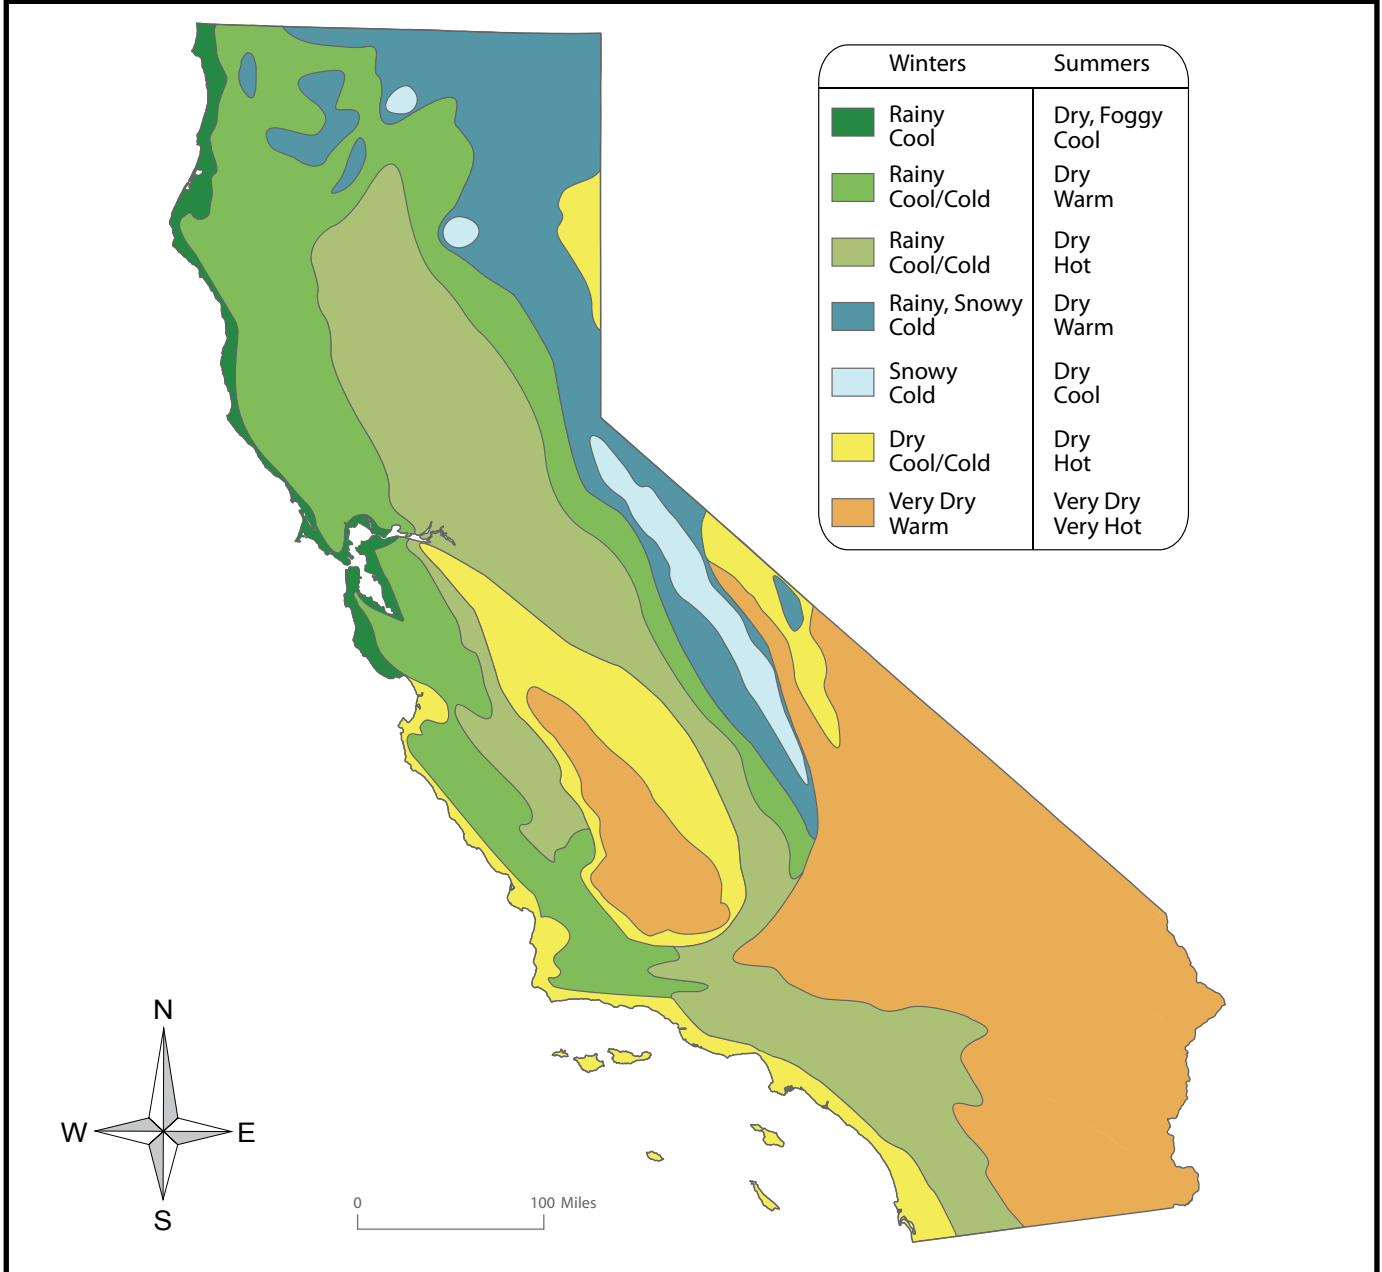 Winters Summers
Rainy Dry, Foggy
Cool Cool
Rainy Dry
Cool/Cold Warm
Rainy Dry
Cool/Cold Hot
Rainy, Snowy Dry
Cold Warm
Snowy Dry
Cold Cool
Dry Dry
Cool/Cold Hot
Very Dry Very Dry
Warm Very Hot
N
W E
S
0 100 Miles